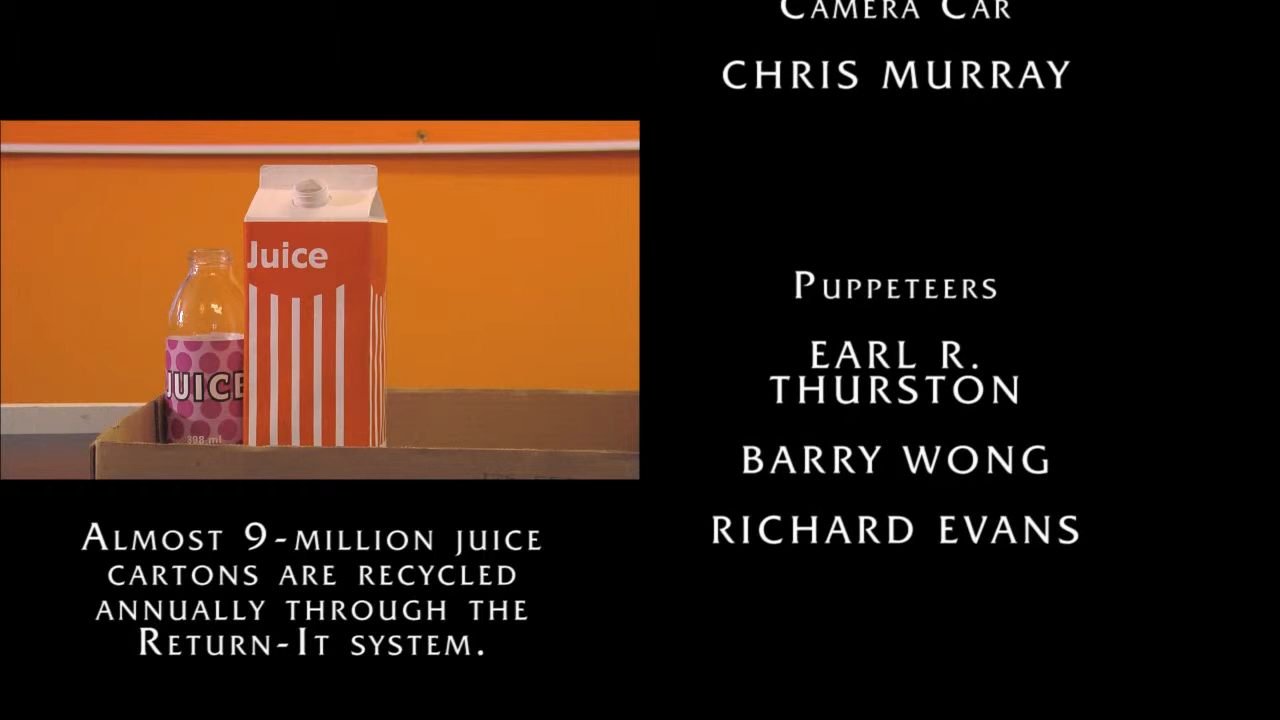 Camera Car
CHRIS MURRAY
Juice
JUICE
398 ml
Puppeteers
EARL R.
THURSTON
BARRY WONG
RICHARD EVANS
Almost 9-million juice
cartons are recycled
annually through the
Return-It system.